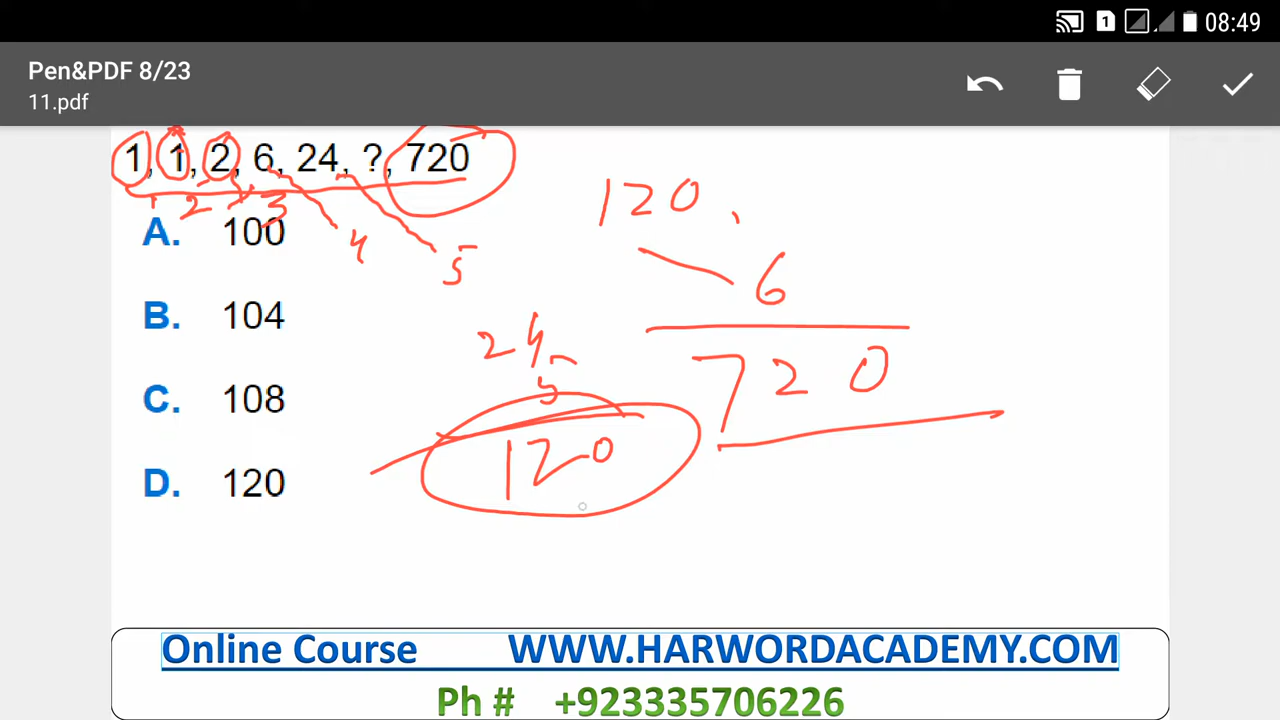 1 08:49
Pen&PDF 8/23
11.pdf
1, 1, 2, 6, 24, ?, 720
1 2 3
4
5
A. 100
B. 104
C. 108
D. 120
120,
6
720
24
5
120
Online Course WWW.HARWORDACADEMY.COM
Ph # +923335706226